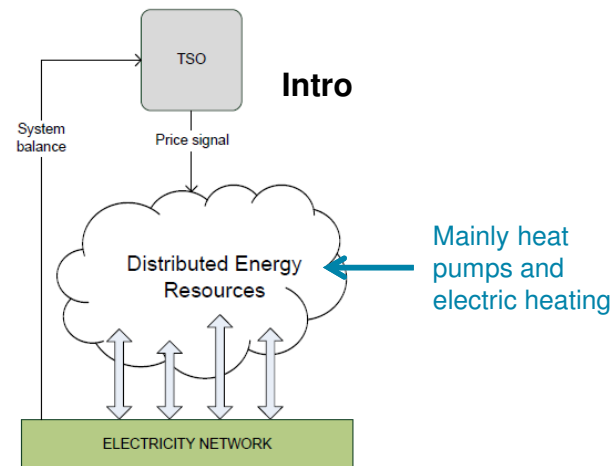 TSO
Intro
System
balance
Price signal
Distributed Energy
Resources
Mainly heat
pumps and
electric heating
ELECTRICITY NETWORK